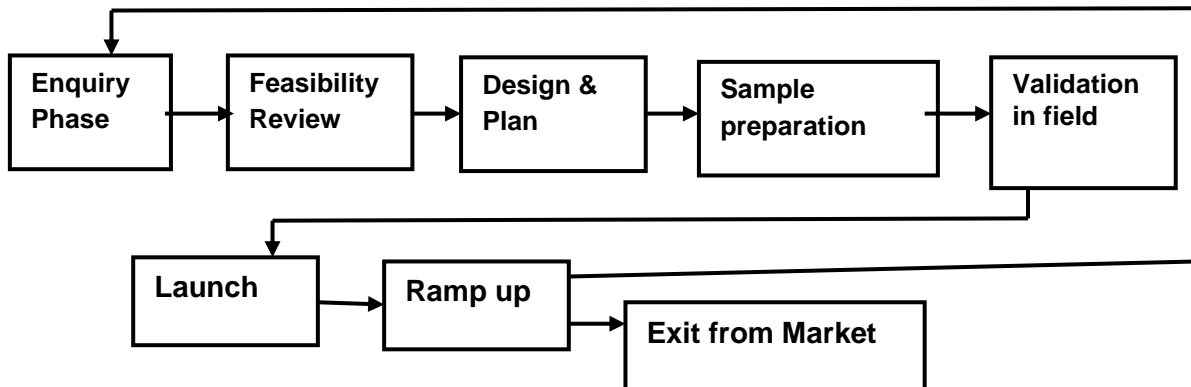 Enquiry
Phase
Feasibility
Review
Design &
Plan
Sample
preparation
Validation
in field
Launch
Ramp up
Exit from Market